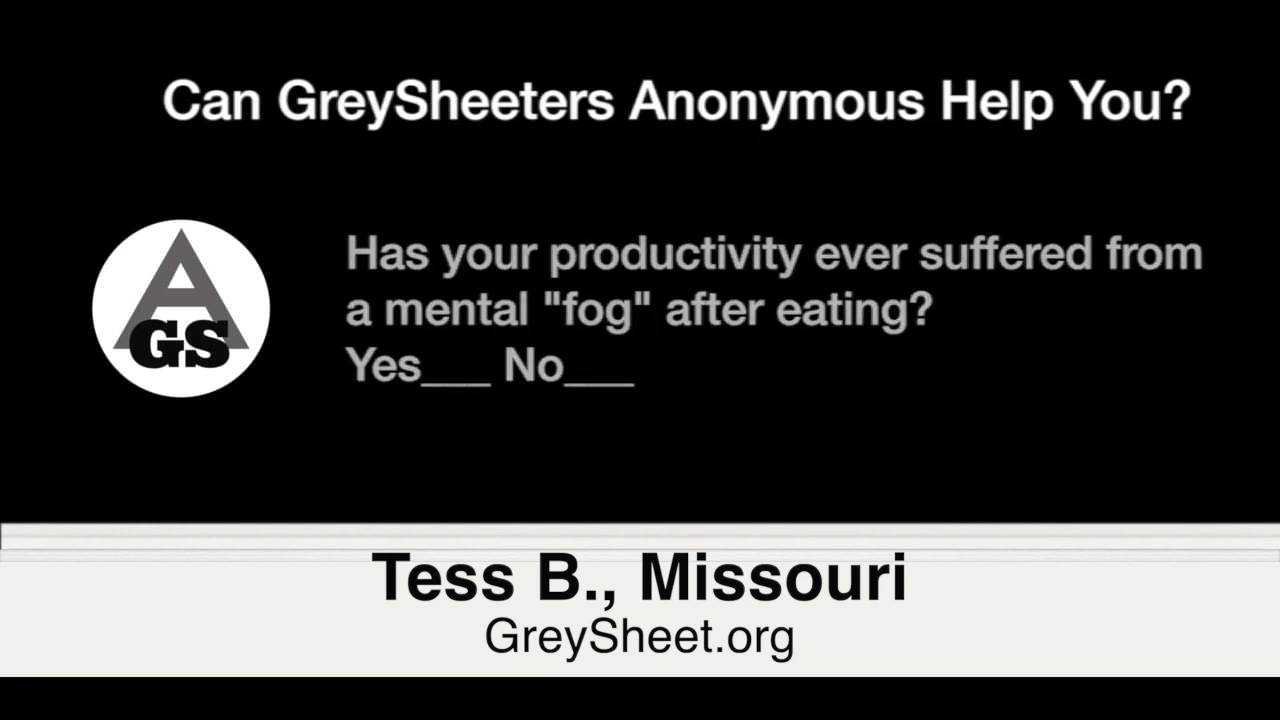 Can GreySheeters Anonymous Help You?
A
GS
Has your productivity ever suffered from
a mental "fog" after eating?
Yes___ No___
Tess B., Missouri
GreySheet.org